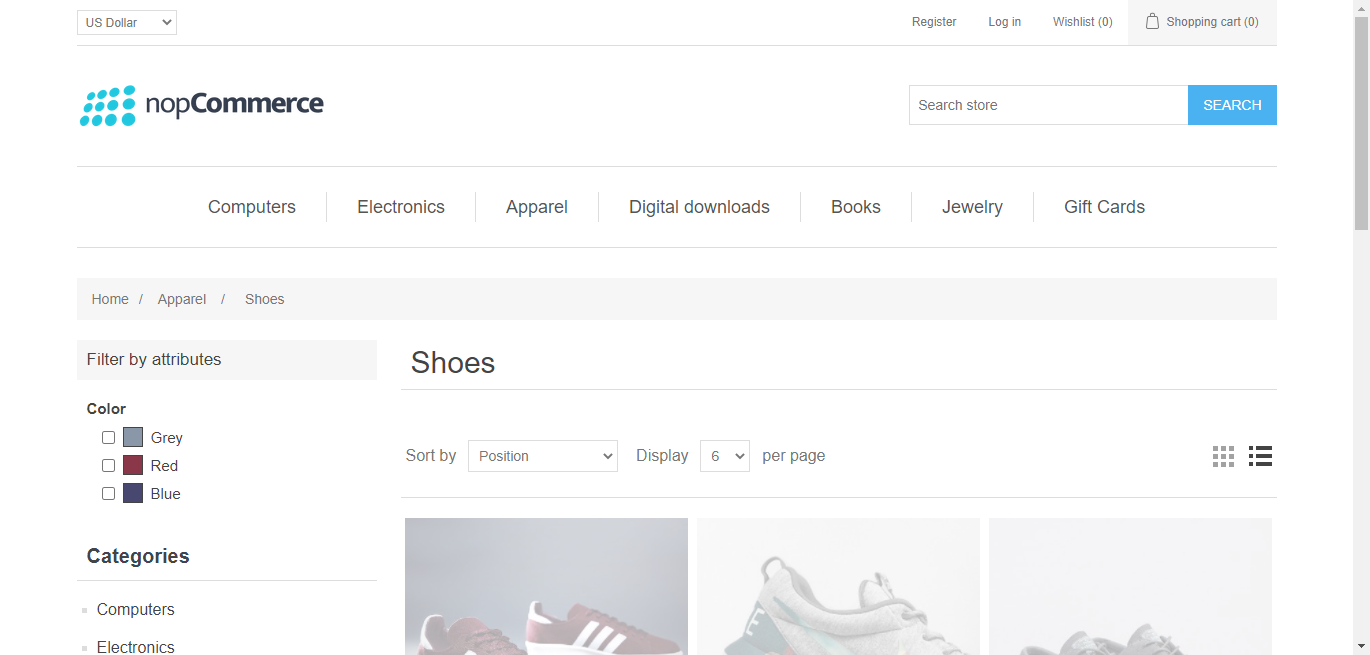 US Dollar
Register Log in Wishlist (0) Shopping cart (0)
nopCommerce
Search store SEARCH
Computers Electronics Apparel Digital downloads Books Jewelry Gift Cards
Home / Apparel / Shoes
Filter by attributes
Shoes
Color
Grey
Red
Blue
Sort by Position Display 6 per page
Categories
Computers
Electronics